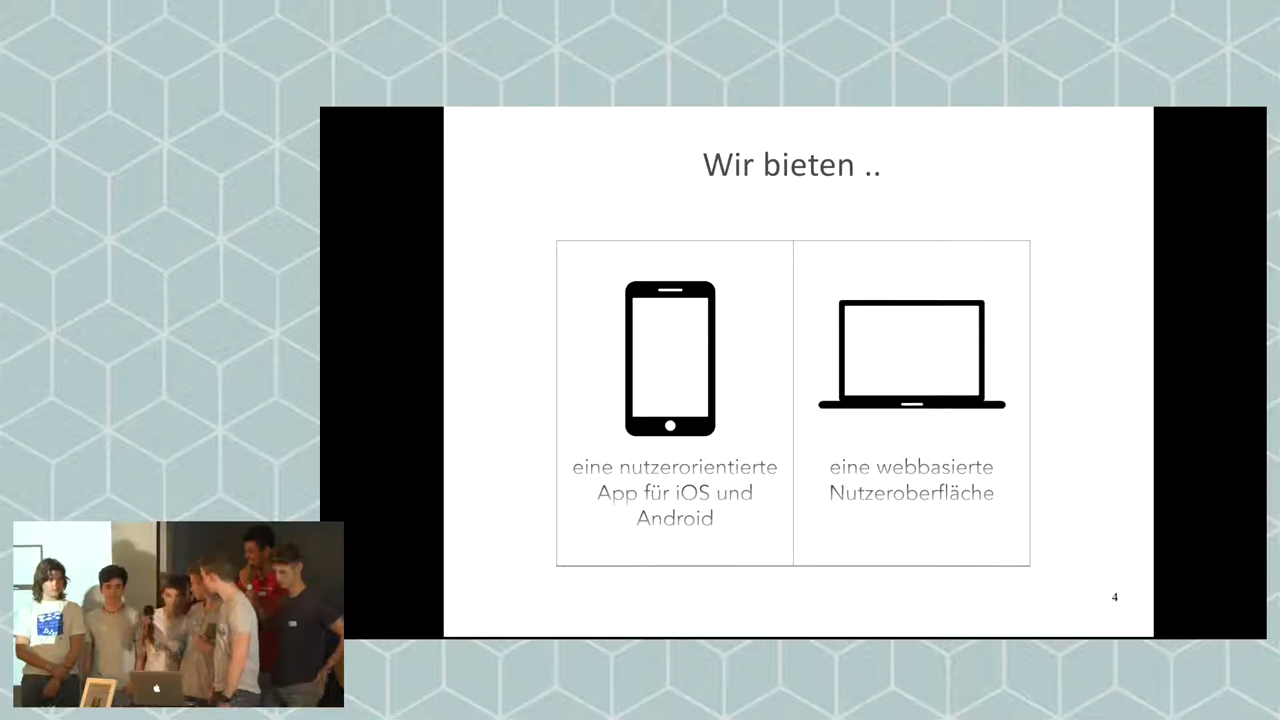 Wir bieten ..
eine nutzerorientierte
App für iOS und
Android
eine webbasierte
Nutzeroberfläche
4